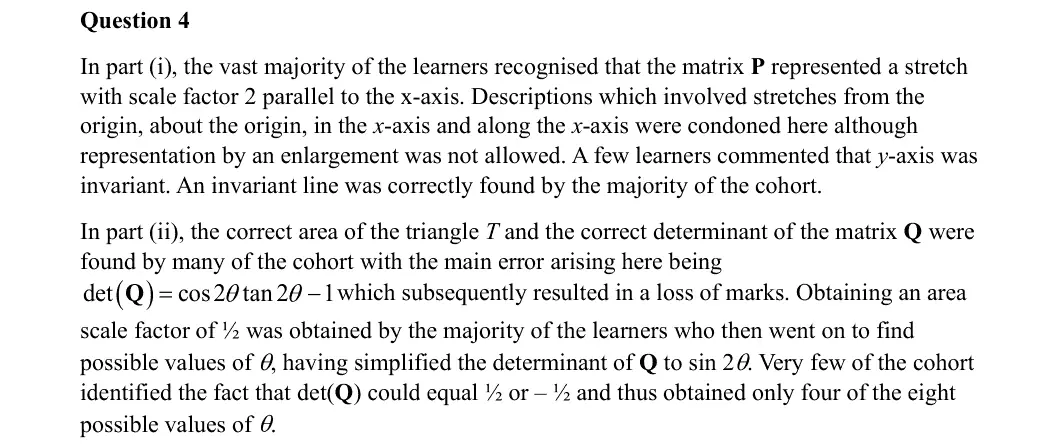 Question 4
In part (i), the vast majority of the learners recognised that the matrix P represented a stretch
with scale factor 2 parallel to the x-axis. Descriptions which involved stretches from the
origin, about the origin, in the x-axis and along the x-axis were condoned here although
representation by an enlargement was not allowed. A few learners commented that y-axis was
invariant. An invariant line was correctly found by the majority of the cohort.
In part (ii), the correct area of the triangle T and the correct determinant of the matrix Q were
found by many of the cohort with the main error arising here being
det(Q) = cos 2θ tan 2θ – 1 which subsequently resulted in a loss of marks. Obtaining an area
scale factor of ½ was obtained by the majority of the learners who then went on to find
possible values of θ, having simplified the determinant of Q to sin 2θ. Very few of the cohort
identified the fact that det(Q) could equal ½ or – ½ and thus obtained only four of the eight
possible values of θ.